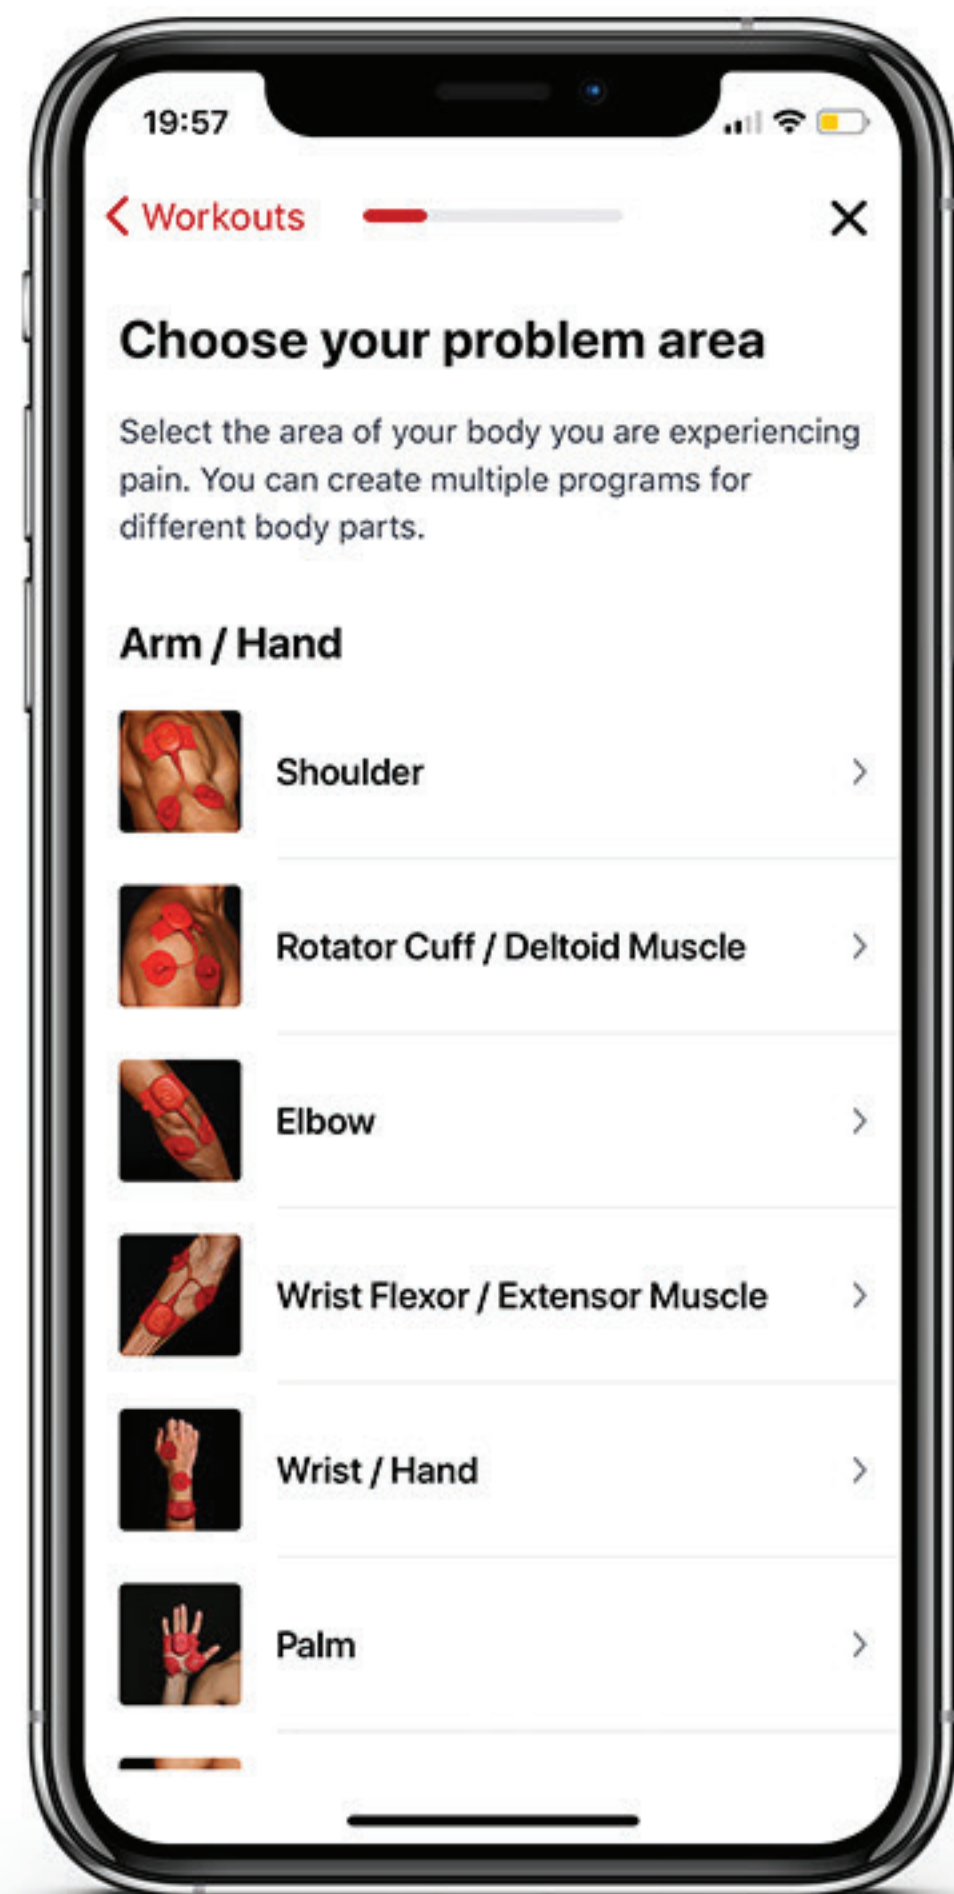 19:57
Workouts
Choose your problem area
Select the area of your body you are experiencing
pain. You can create multiple programs for
different body parts.
Arm / Hand
Shoulder
Rotator Cuff / Deltoid Muscle
Elbow
Wrist Flexor / Extensor Muscle
Wrist / Hand
Palm